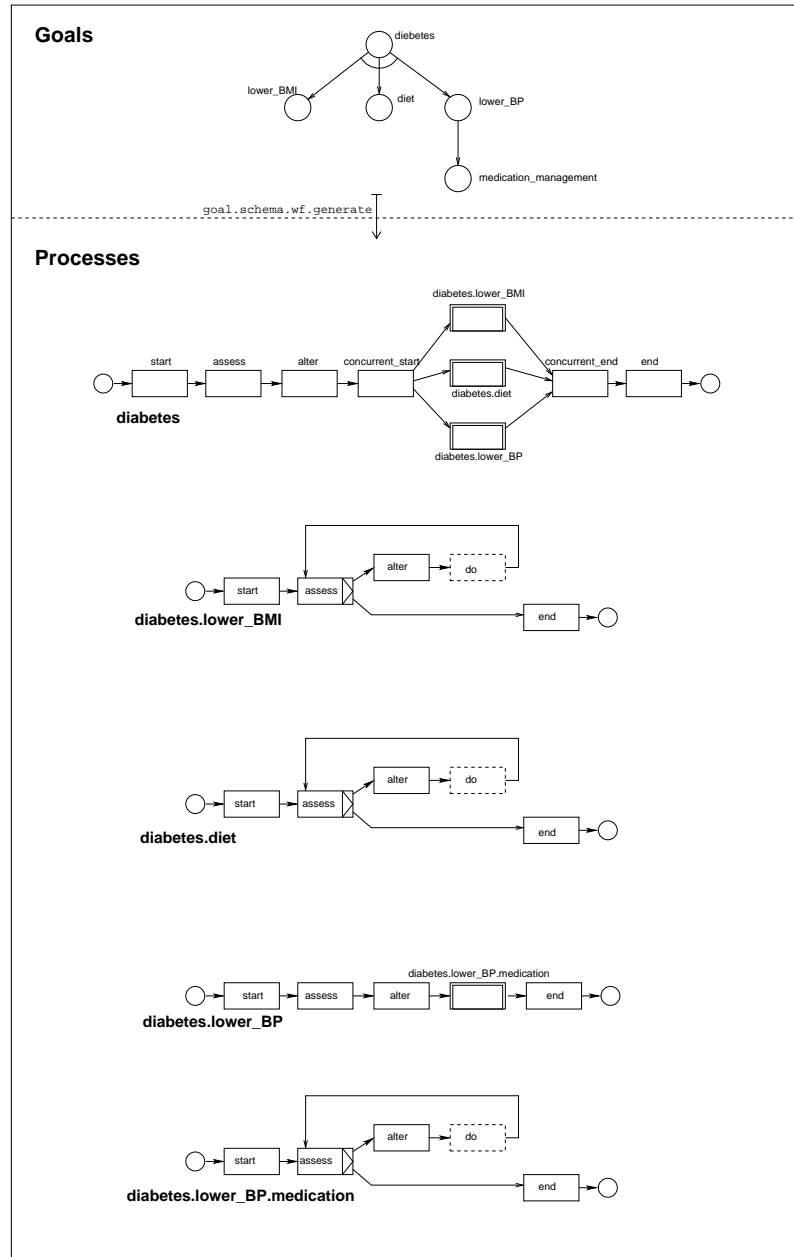 Goals
diebetes
lower_BMI
diet
lower_BP
medication_management
goal.schema.wf.generate
Processes
diabetes.lower_BMI
start
assess
alter
concurrent_start
concurrent_end
end
diabetes.diet
diabetes
diabetes.lower_BP
alter
do
start
assess
end
diabetes.lower_BMI
alter
do
start
assess
end
diabetes.diet
diabetes.lower_BP.medication
start
assess
alter
end
diabetes.lower_BP
alter
do
start
assess
end
diabetes.lower_BP.medication